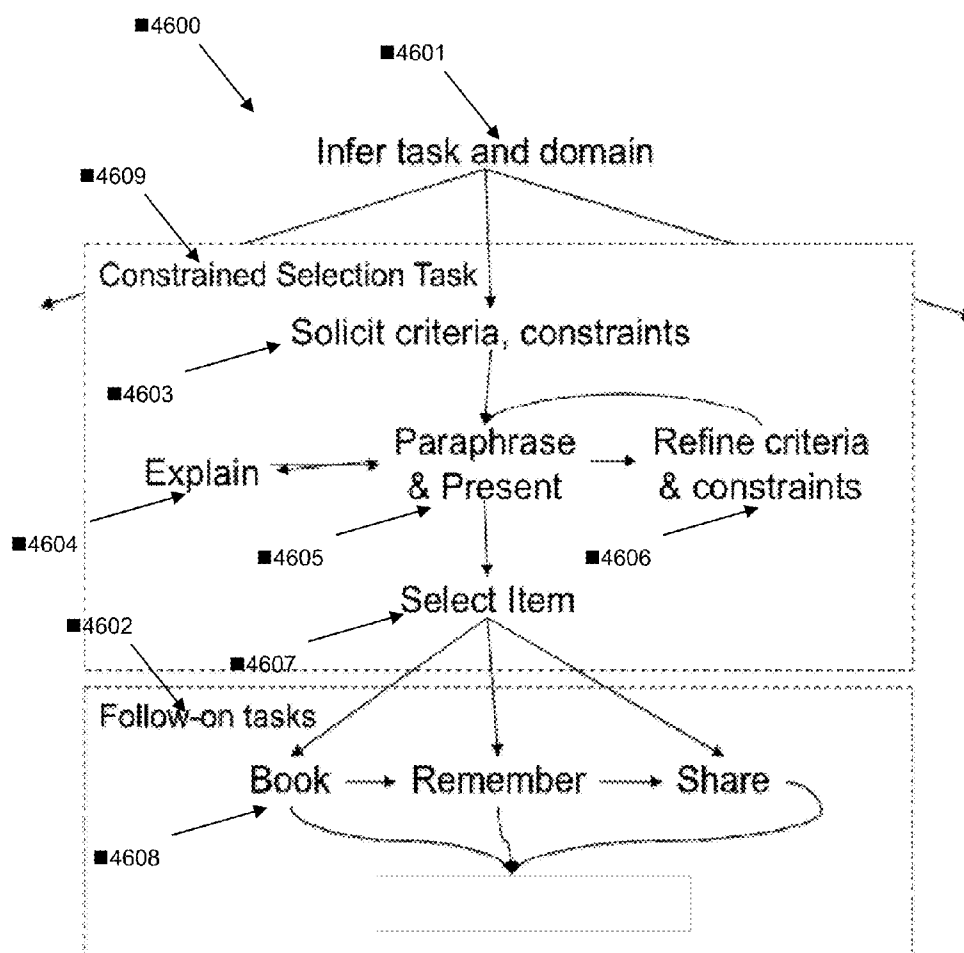 ■4600
■4601
Infer task and domain
■4609
Constrained Selection Task
Solicit criteria, constraints
■4603
Paraphrase
& Present
Refine criteria
& constraints
Explain
■4604
■4605
■4606
Select Item
■4602
■4607
Follow-on tasks
Book
Remember
Share
■4608